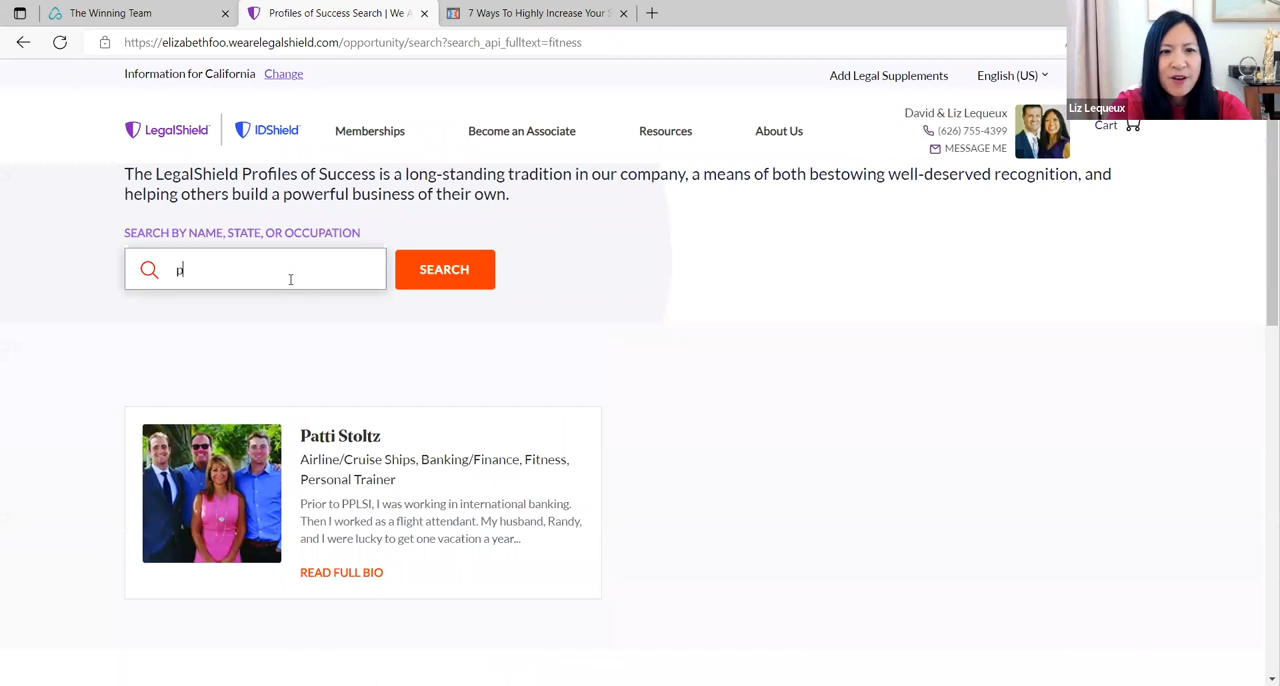 The Winning Team
Profiles of Success Search | We A
7 Ways To Highly Increase Your S
https://elizabethfoo.wearelegalshield.com/opportunity/search?search_api_fulltext=fitness
Information for California Change
Add Legal Supplements English (US)
Liz Lequeux
LegalShield IDShield Memberships Become an Associate Resources About Us
David & Liz Lequeux
(626) 755-4399
MESSAGE ME
Cart
The LegalShield Profiles of Success is a long-standing tradition in our company, a means of both bestowing well-deserved recognition, and
helping others build a powerful business of their own.
SEARCH BY NAME, STATE, OR OCCUPATION
p
SEARCH
Patti Stoltz
Airline/Cruise Ships, Banking/Finance, Fitness,
Personal Trainer
Prior to PPLSI, I was working in international banking.
Then I worked as a flight attendant. My husband, Randy,
and I were lucky to get one vacation a year...
READ FULL BIO